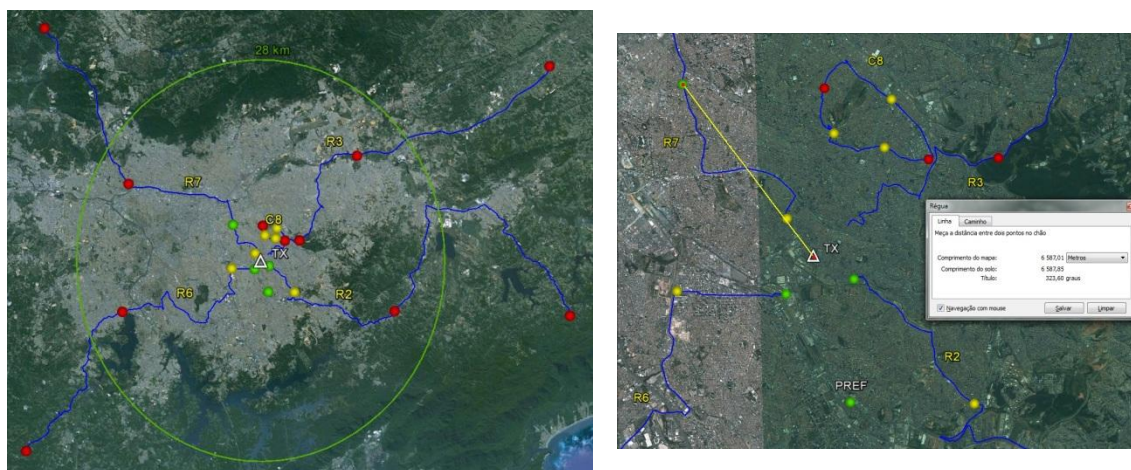 28 km
R3
R7
C8
TX
R6
R2
C8
R7
R3
TX
R2
PREF
R6
Régua
Linha
Caminho
Meça a distância entre dois pontos no chão
Comprimento do mapa: 6 587,01 Metros
Comprimento do solo: 6 587,85
Título: 323,60 graus
Navegação com mouse
Salvar
Limpar